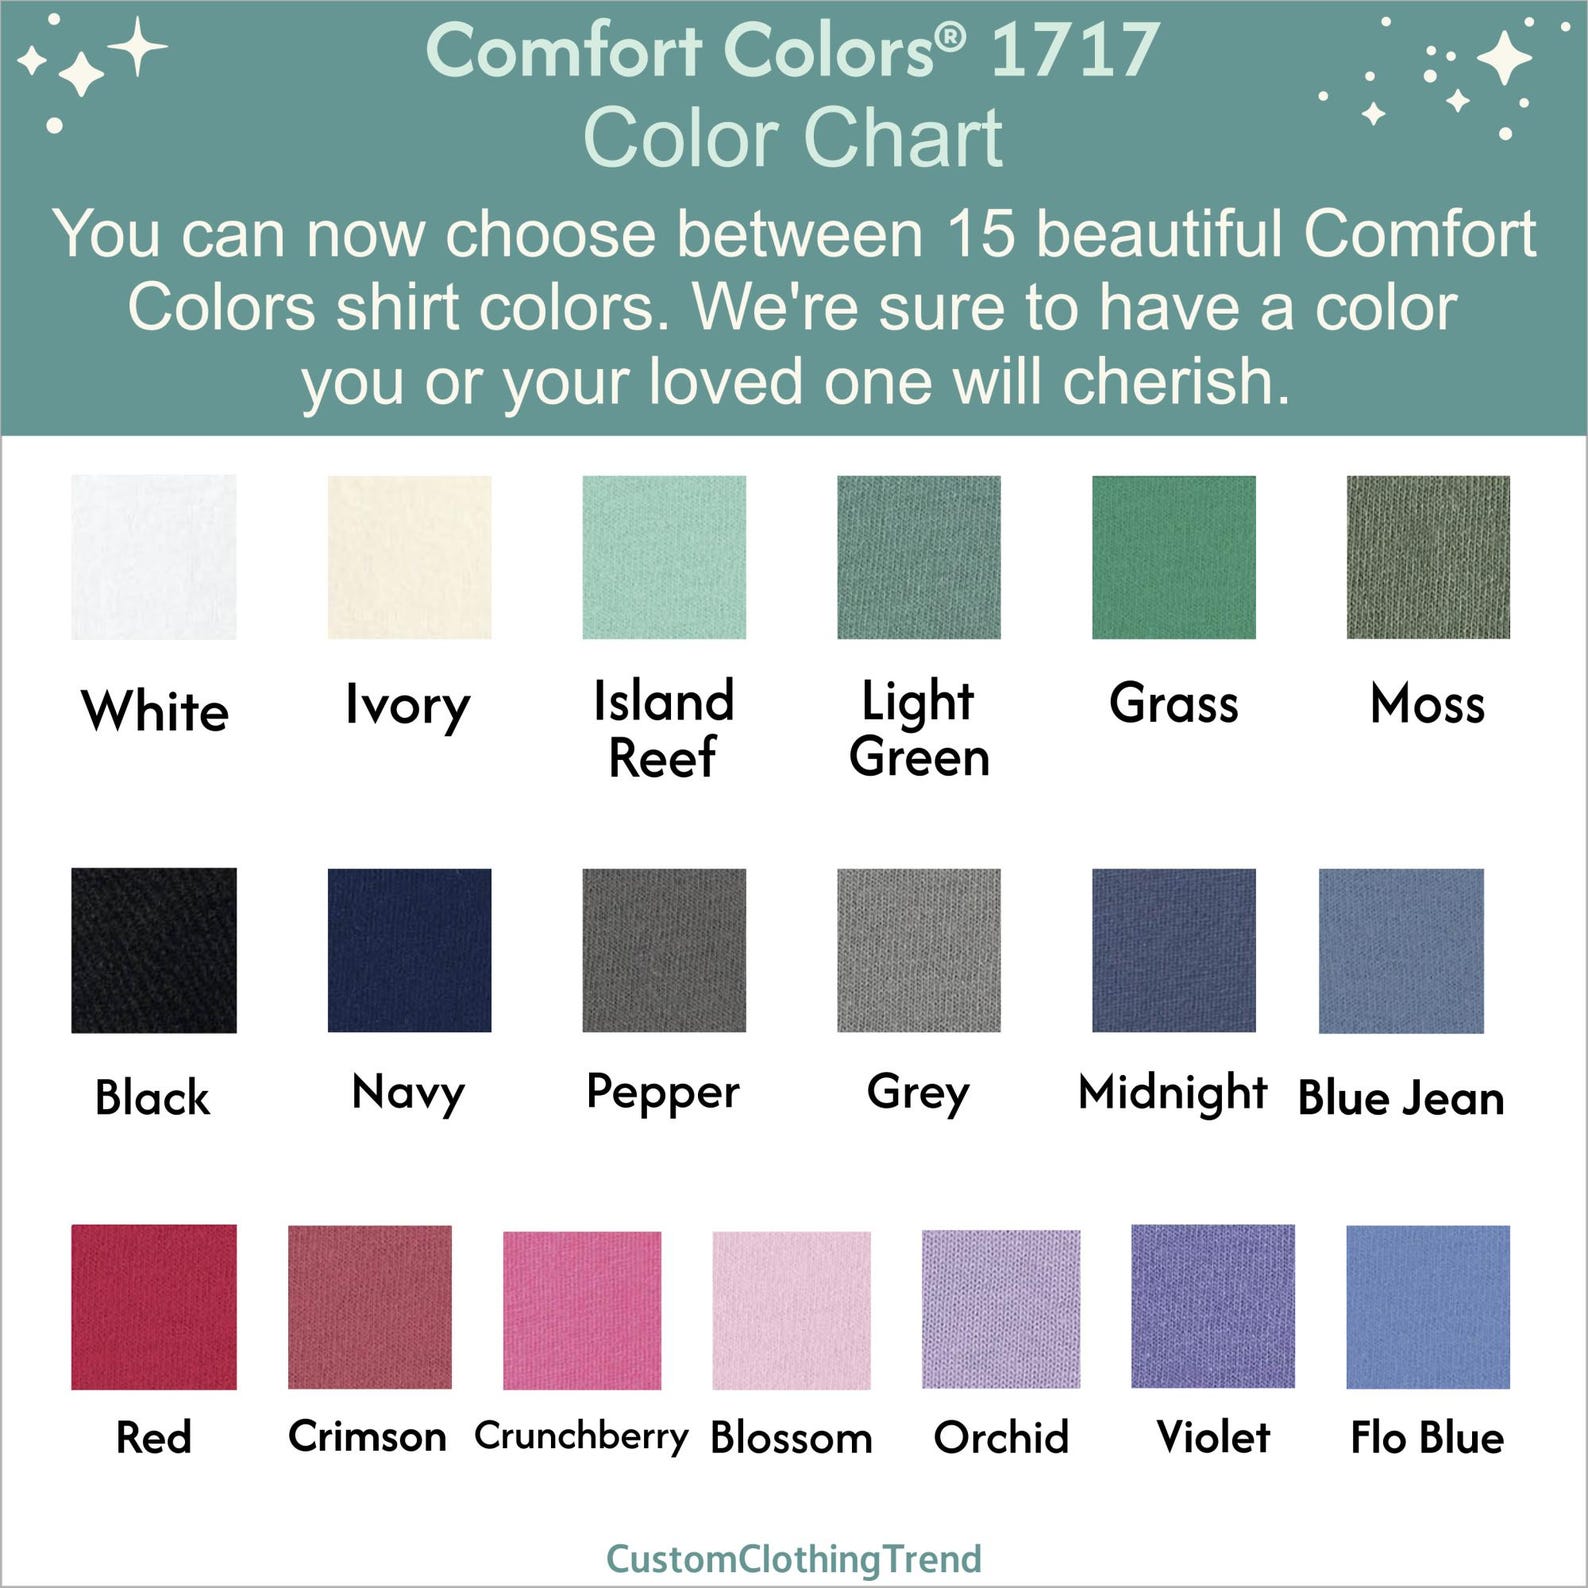 Comfort Colors® 1717
Color Chart
You can now choose between 15 beautiful Comfort
Colors shirt colors. We're sure to have a color
you or your loved one will cherish.
White
Ivory
Island
Reef
Light
Green
Grass
Moss
Black
Navy
Pepper
Grey
Midnight
Blue Jean
Red
Crimson
Crunchberry
Blossom
Orchid
Violet
Flo Blue
CustomClothingTrend